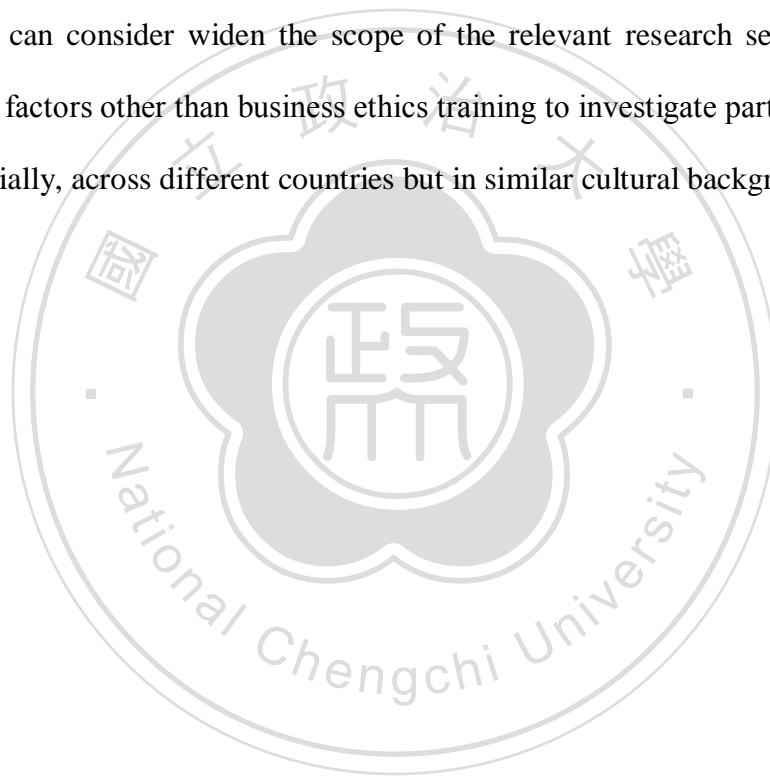 can consider widen the scope of the relevant research se
factors other than business ethics training to investigate part
ially, across different countries but in similar cultural backgr
國立政治大學
政
National Chengchi University